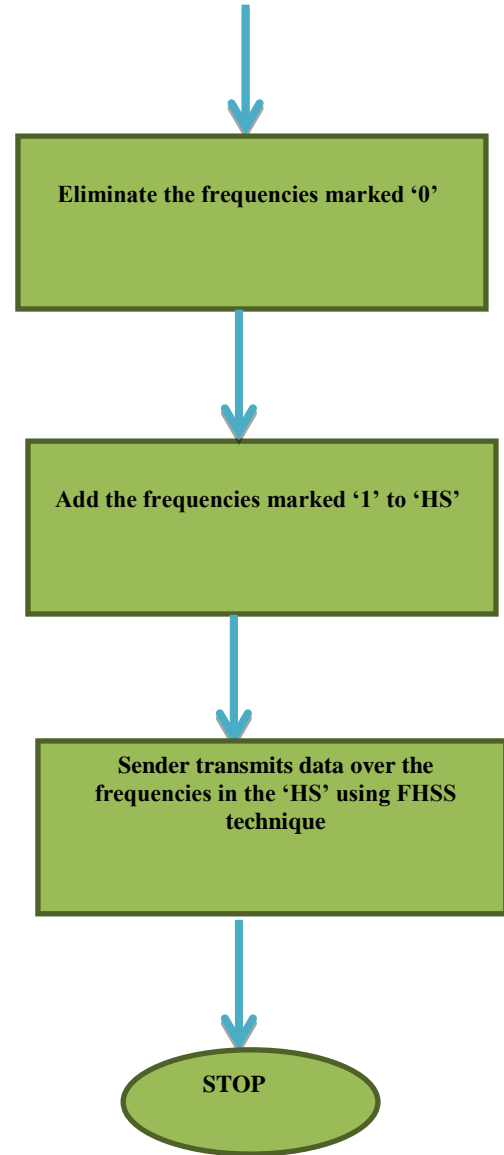 Eliminate the frequencies marked ‘0’
Add the frequencies marked ‘1’ to ‘HS’
Sender transmits data over the
frequencies in the ‘HS’ using FHSS
technique
STOP